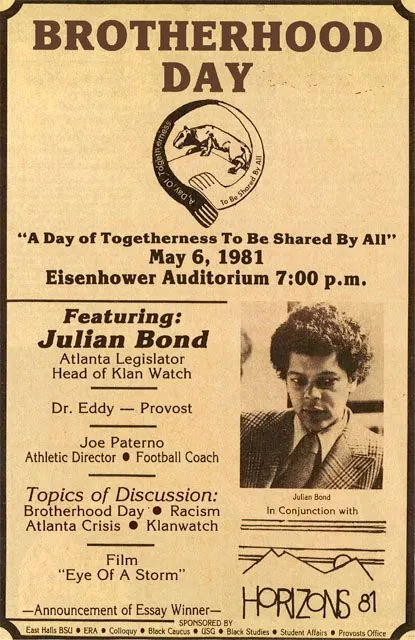 BROTHERHOOD
DAY
A Day Of Togetherness
To Be Shared By All
"A Day of Togetherness To Be Shared By All"
May 6, 1981
Eisenhower Auditorium 7:00 p.m.
Featuring:
Julian Bond
Atlanta Legislator
Head of Klan Watch
Dr. Eddy — Provost
Joe Paterno
Athletic Director ● Football Coach
Topics of Discussion:
Brotherhood Day ● Racism
Atlanta Crisis ● Klanwatch
Film
"Eye Of A Storm"
—Announcement of Essay Winner—
Julian Bond
In Conjunction with
HORIZONS 81
SPONSORED BY
East Halls BSU ● ERA ● Colloquy ● Black Caucus ● USG ● Black Studies ● Student Affairs ● Provosts Office